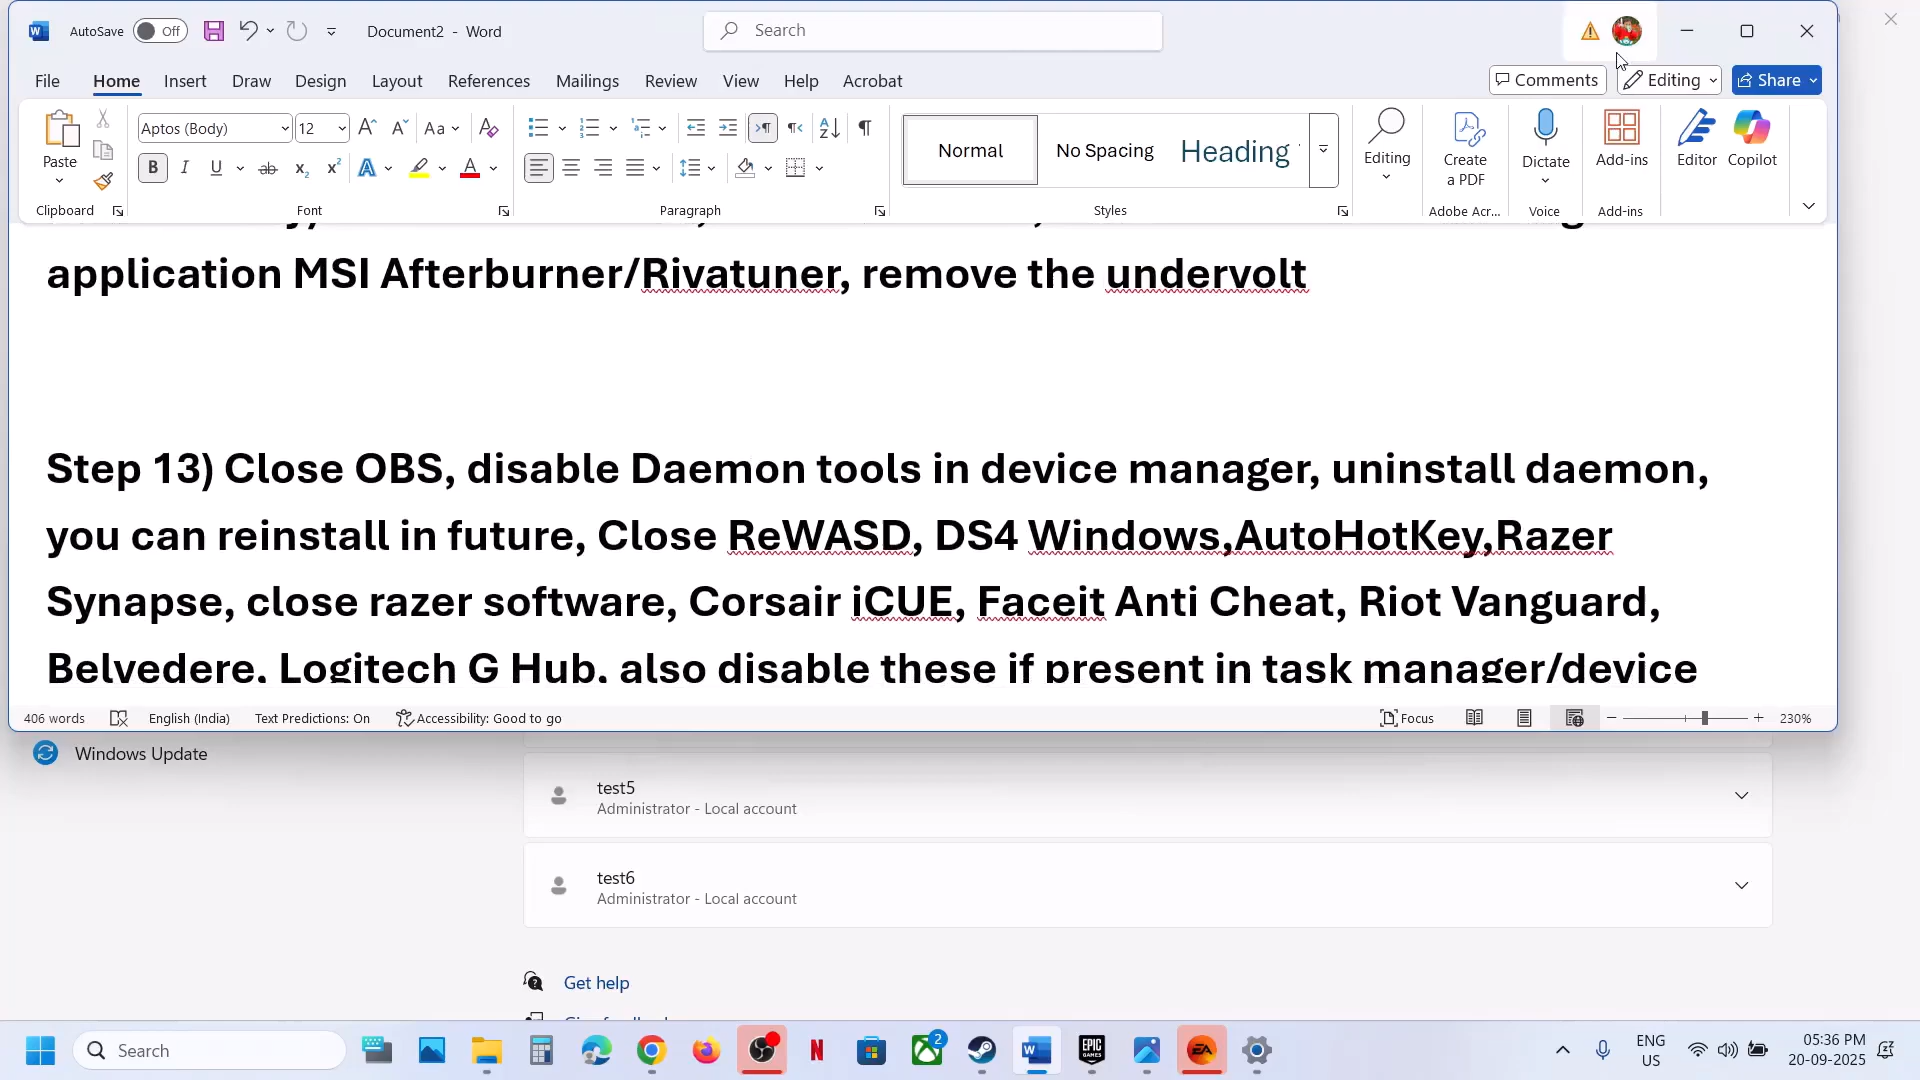 AutoSave Off Document2 - Word Search
File Home Insert Draw Design Layout References Mailings Review View Help Acrobat Comments Editing Share
Aptos (Body) 12
Paste
Normal No Spacing Heading
Editing Create a PDF Dictate Add-ins Editor Copilot
Clipboard Font Paragraph Styles Adobe Acr... Voice Add-ins
application MSI Afterburner/Rivatuner, remove the undervolt
Step 13) Close OBS, disable Daemon tools in device manager, uninstall daemon,
you can reinstall in future, Close ReWASD, DS4 Windows,AutoHotKey,Razer
Synapse, close razer software, Corsair iCUE, Faceit Anti Cheat, Riot Vanguard,
Belvedere, Logitech G Hub, also disable these if present in task manager/device
406 words English (India) Text Predictions: On Accessibility: Good to go Focus 230%
Windows Update
test5
Administrator - Local account
test6
Administrator - Local account
Get help
Search ENG US 05:36 PM 20-09-2025